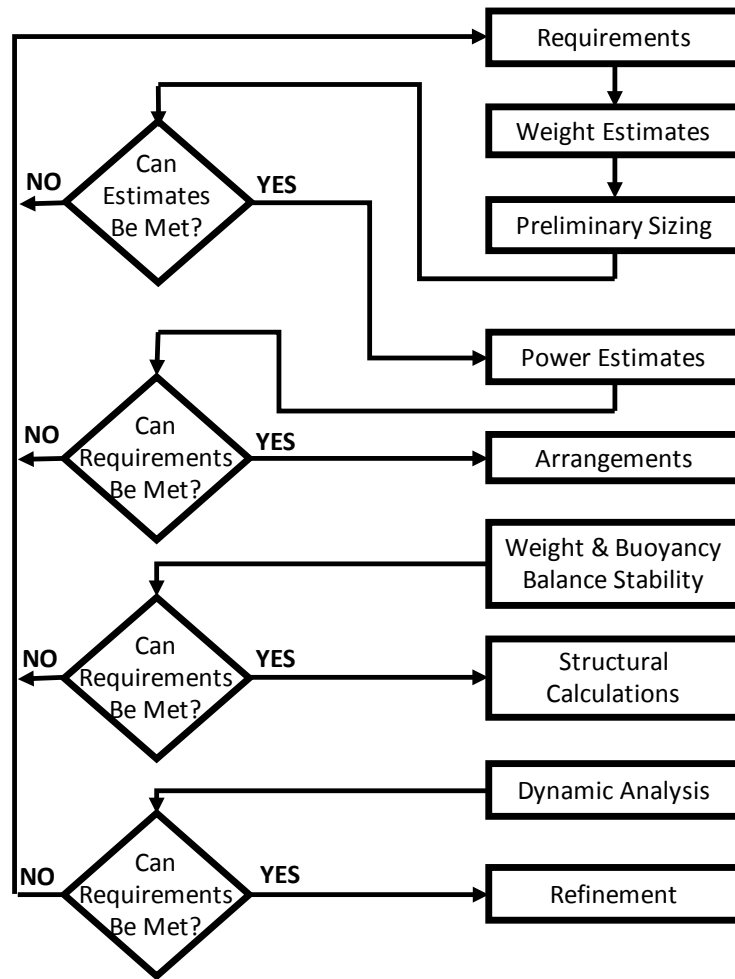 Requirements
Weight Estimates
Preliminary Sizing
Can
Estimates
Be Met?
NO
YES
Power Estimates
Can
Requirements
Be Met?
NO
YES
Arrangements
Weight & Buoyancy
Balance Stability
Can
Requirements
Be Met?
NO
YES
Structural
Calculations
Dynamic Analysis
Can
Requirements
Be Met?
NO
YES
Refinement